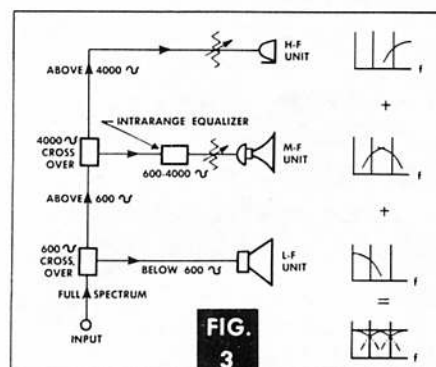 H-F
UNIT
ABOVE 4000 ∿
f
+
INTRARANGE EQUALIZER
4000 ∿
CROSS
OVER
M-F
UNIT
600-4000 ∿
f
ABOVE 600 ∿
+
600 ∿
CROSS,
OVER
L-F
UNIT
BELOW 600 ∿
f
FULL SPECTRUM
=
INPUT
FIG.
3
f